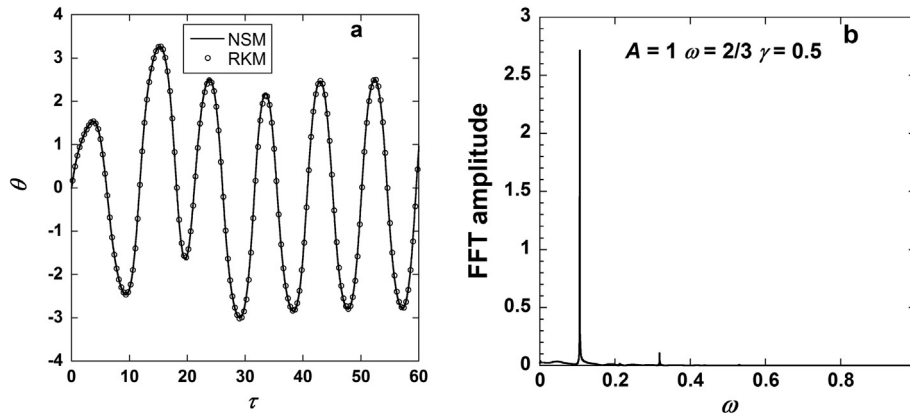 a
NSM
RKM
4
3
2
1
0
-1
-2
-3
-4
θ
0 10 20 30 40 50 60
τ
b
A = 1 ω = 2/3 γ = 0.5
3
2.5
2
1.5
1
0.5
0
FFT amplitude
0 0.2 0.4 0.6 0.8
ω